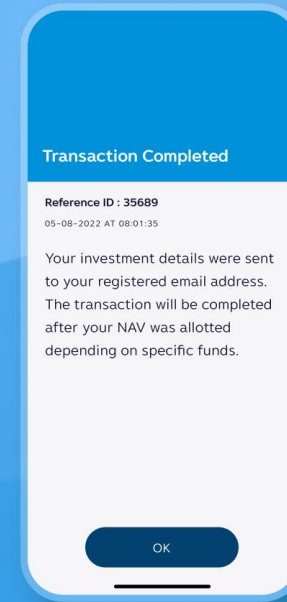 Transaction Completed
Reference ID : 35689
05-08-2022 AT 08:01:35
Your investment details were sent
to your registered email address.
The transaction will be completed
after your NAV was allotted
depending on specific funds.
OK